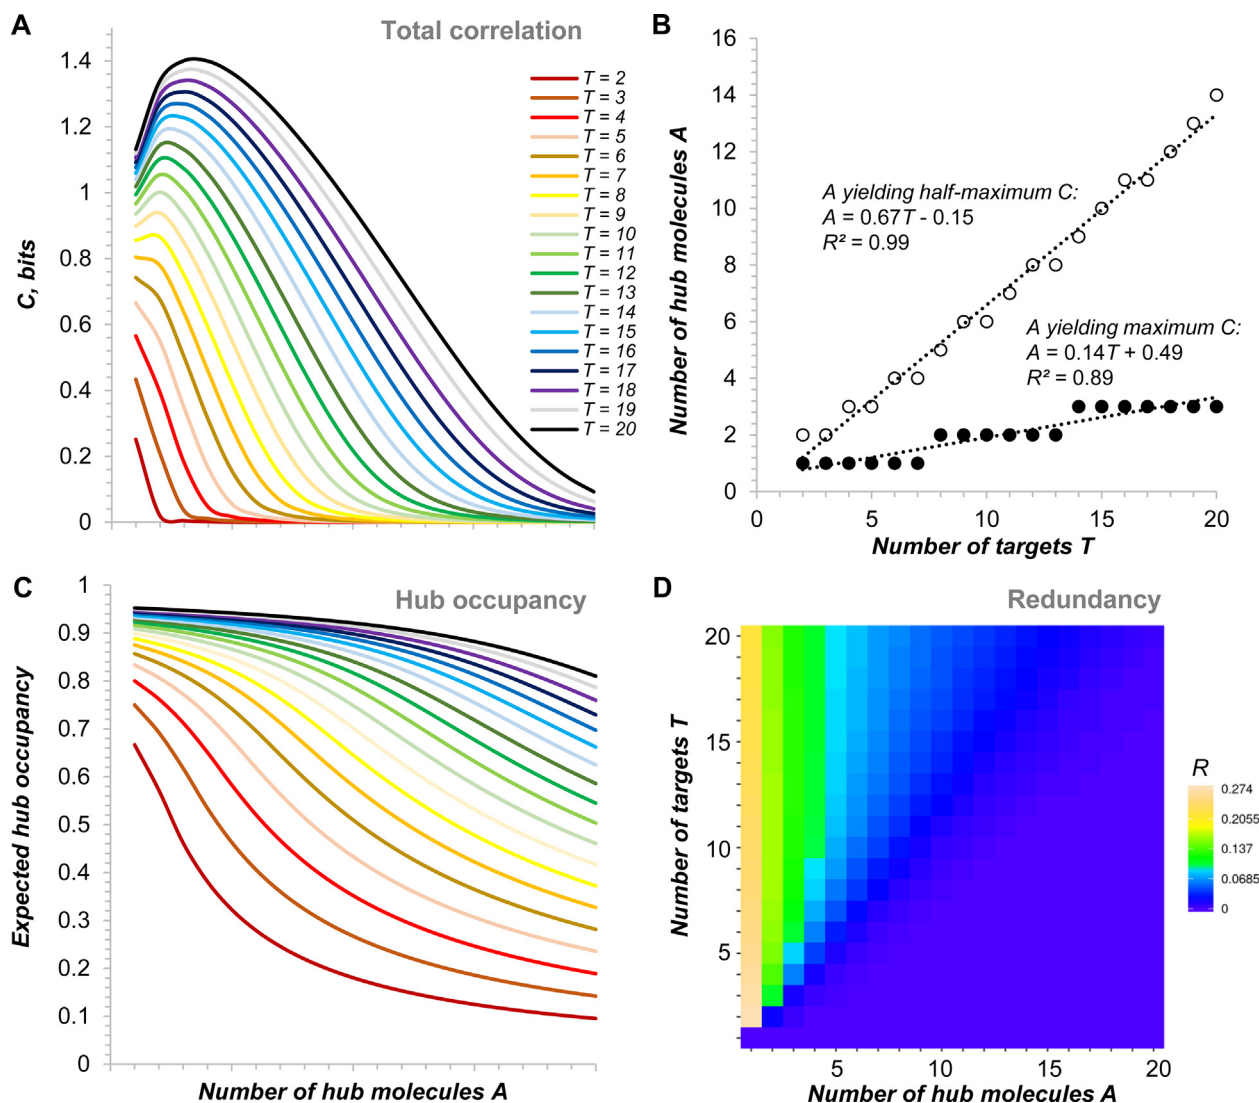 A
Total correlation
1.4
1.2
1
0.8
0.6
0.4
0.2
0
C, bits
T = 2
T = 3
T = 4
T = 5
T = 6
T = 7
T = 8
T = 9
T = 10
T = 11
T = 12
T = 13
T = 14
T = 15
T = 16
T = 17
T = 18
T = 19
T = 20
B
16
14
12
10
8
6
4
2
0
Number of hub molecules A
A yielding half-maximum C:
A = 0.67T - 0.15
R² = 0.99
A yielding maximum C:
A = 0.14T + 0.49
R² = 0.89
0 5 10 15 20
Number of targets T
C
Hub occupancy
1
0.9
0.8
0.7
0.6
0.5
0.4
0.3
0.2
0.1
0
Expected hub occupancy
Number of hub molecules A
D
Redundancy
20
15
10
5
Number of targets T
5 10 15 20
Number of hub molecules A
R
0.274
0.2055
0.137
0.0685
0